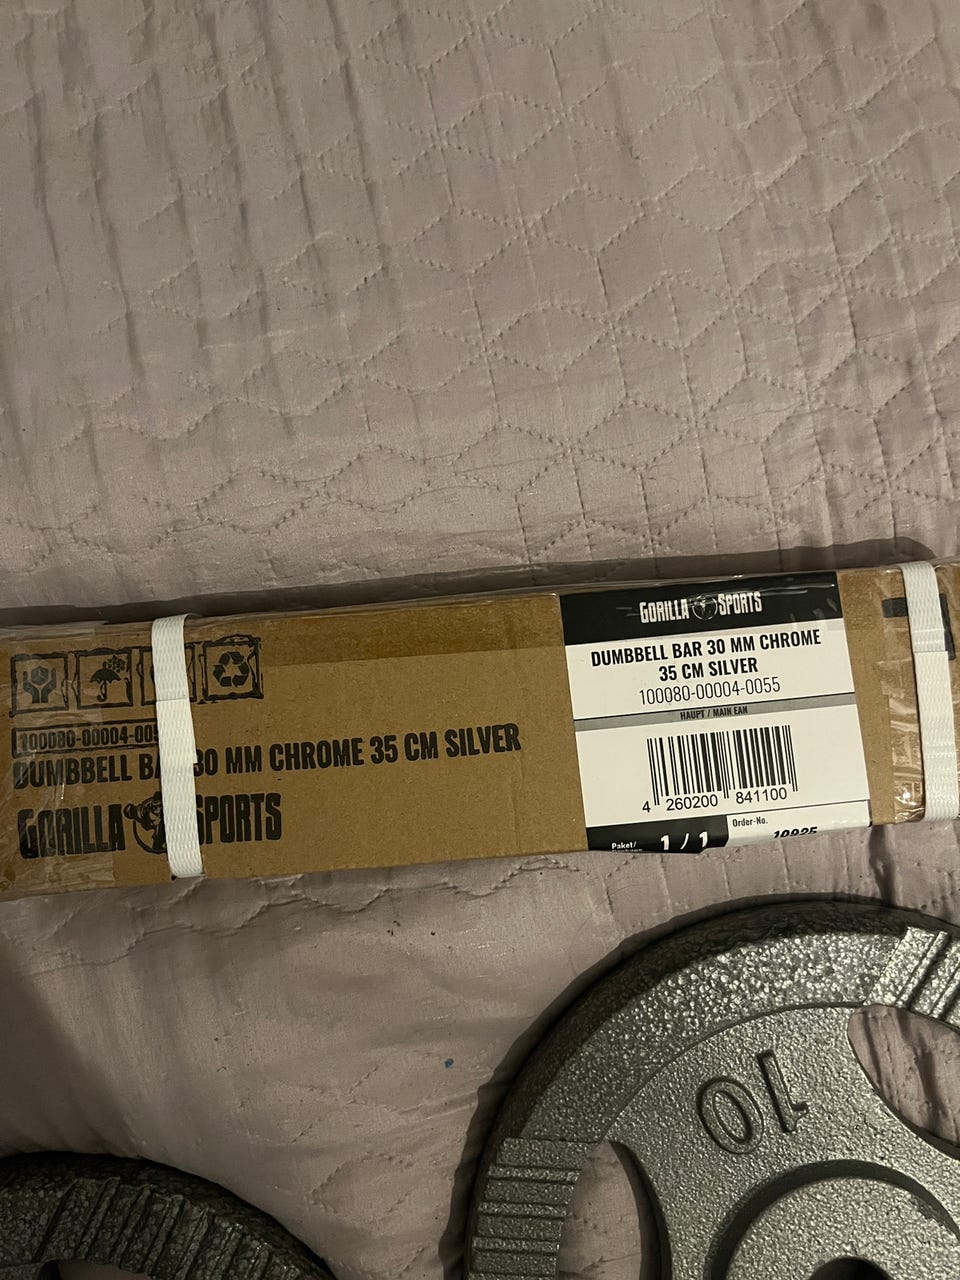 100080-00004-005
DUMBBELL BA 30 MM CHROME 35 CM SILVER
GORILLA SPORTS
GORILLA SPORTS
DUMBBELL BAR 30 MM CHROME
35 CM SILVER
100080-00004-0055
HAUPT / MAIN EAN
4 260200 841100
Paket/
1 / 1
Order-No.
10